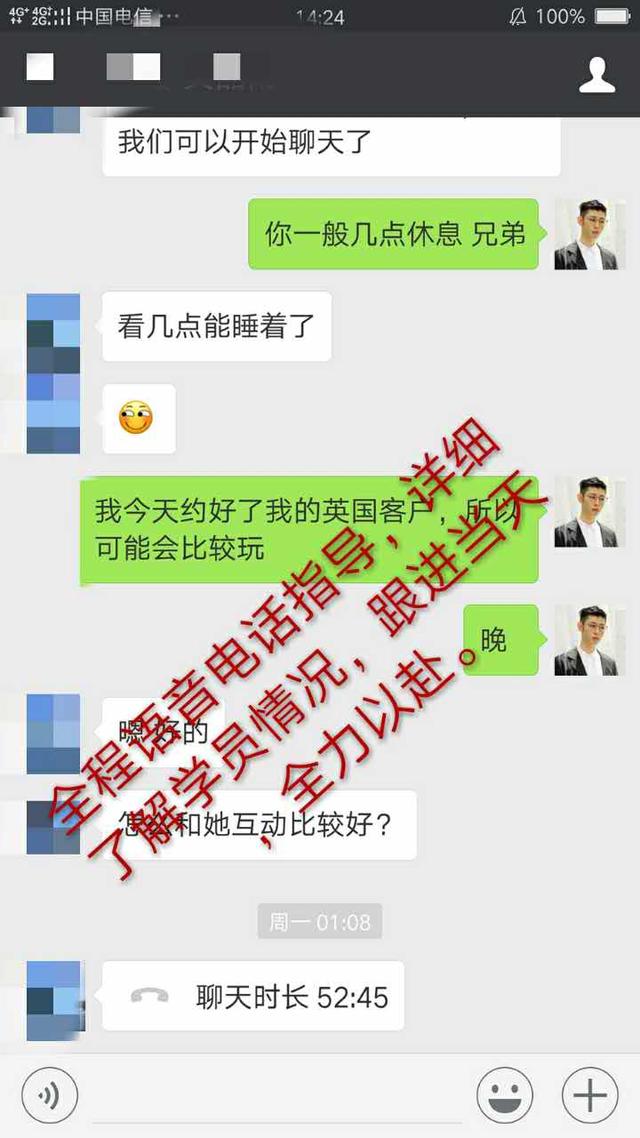 4G+ 4G+ 2G 中国电信 ··· 14:24 100%
我们可以开始聊天了
你一般几点休息 兄弟
看几点能睡着了
我今天约好了我的英国客户，所以
可能会比较玩
晚
嗯 好的
怎么和她互动比较好？
周一 01:08
聊天时长 52:45
全程语音电话指导，详细
了解学员情况，跟进当天
，全力以赴。